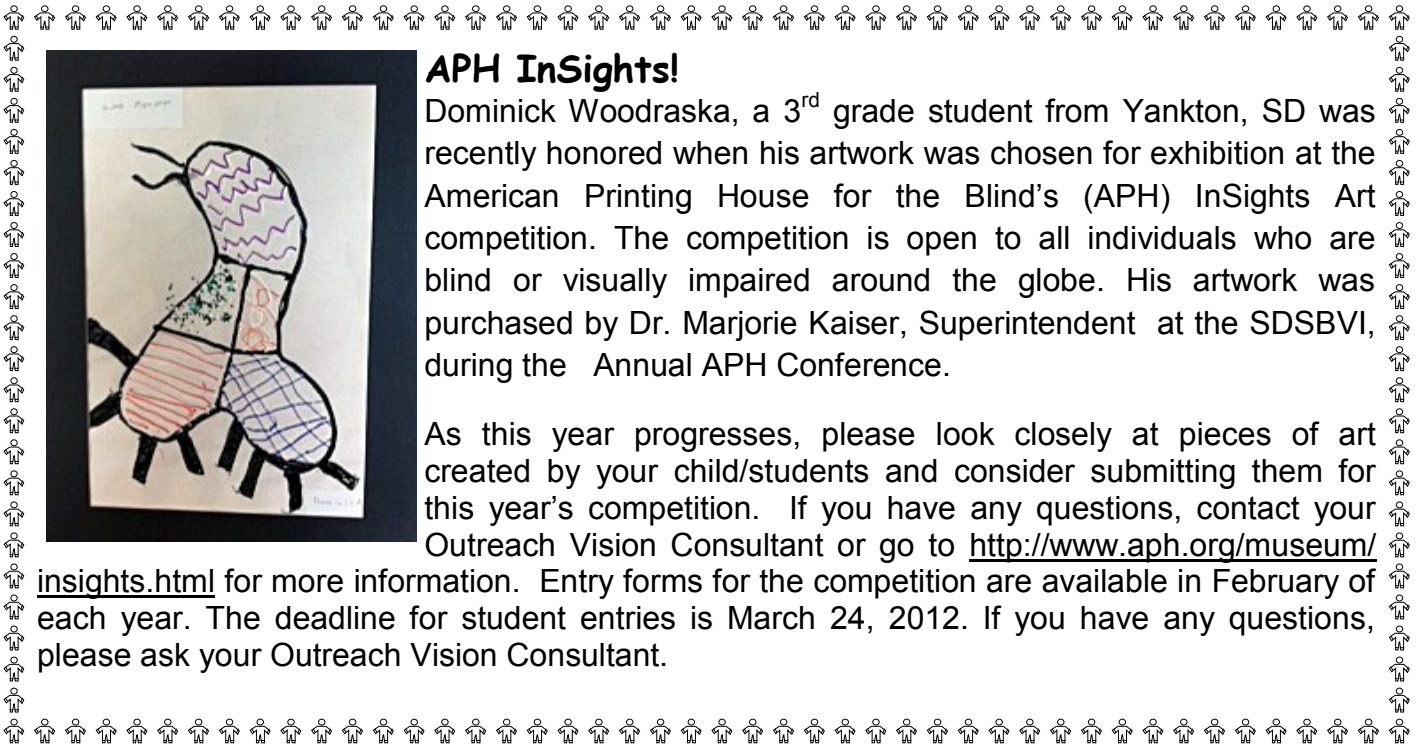 APH InSights!
Dominick Woodraska, a 3rd grade student from Yankton, SD was
recently honored when his artwork was chosen for exhibition at the
American Printing House for the Blind's (APH) InSights Art
competition. The competition is open to all individuals who are
blind or visually impaired around the globe. His artwork was
purchased by Dr. Marjorie Kaiser, Superintendent at the SDSBVI,
during the Annual APH Conference.
As this year progresses, please look closely at pieces of art
created by your child/students and consider submitting them for
this year's competition. If you have any questions, contact your
Outreach Vision Consultant or go to http://www.aph.org/museum/
insights.html for more information. Entry forms for the competition are available in February of
each year. The deadline for student entries is March 24, 2012. If you have any questions,
please ask your Outreach Vision Consultant.